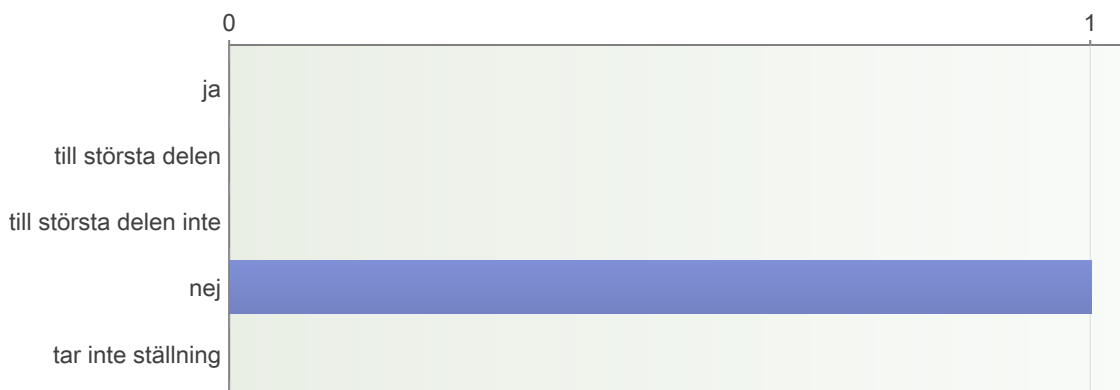 0 1
ja
till största delen
till största delen inte
nej
tar inte ställning